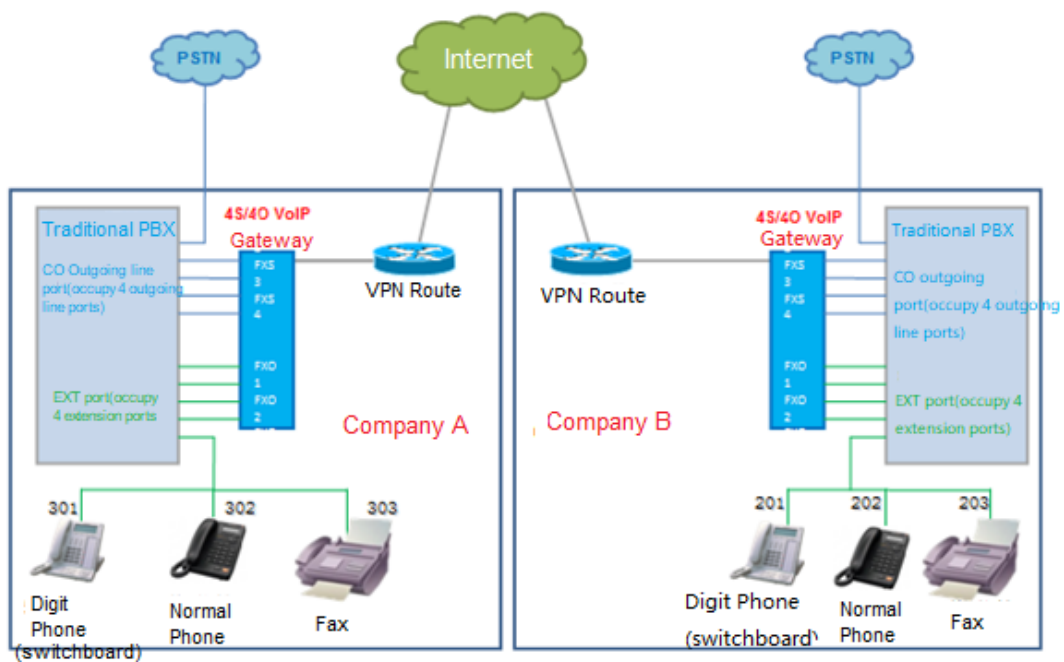 PSTN
Internet
PSTN
Traditional PBX
CO Outgoing line
port(occupy 4 outgoing
line ports)
EXT port(occupy
4 extension ports
4S/4O VoIP
Gateway
FXS
3
FXS
4
FXO
1
FXO
2
VPN Route
Company A
301
302
303
Digit
Phone
(switchboard)
Normal
Phone
Fax
VPN Route
Company B
4S/4O VoIP
Gateway
FXS
3
FXS
4
FXO
1
FXO
2
Traditional PBX
CO outgoing
port(occupy 4 outgoing
line ports)
EXT port(occupy 4
extension ports)
201
202
203
Digit Phone
(switchboard)
Normal
Phone
Fax